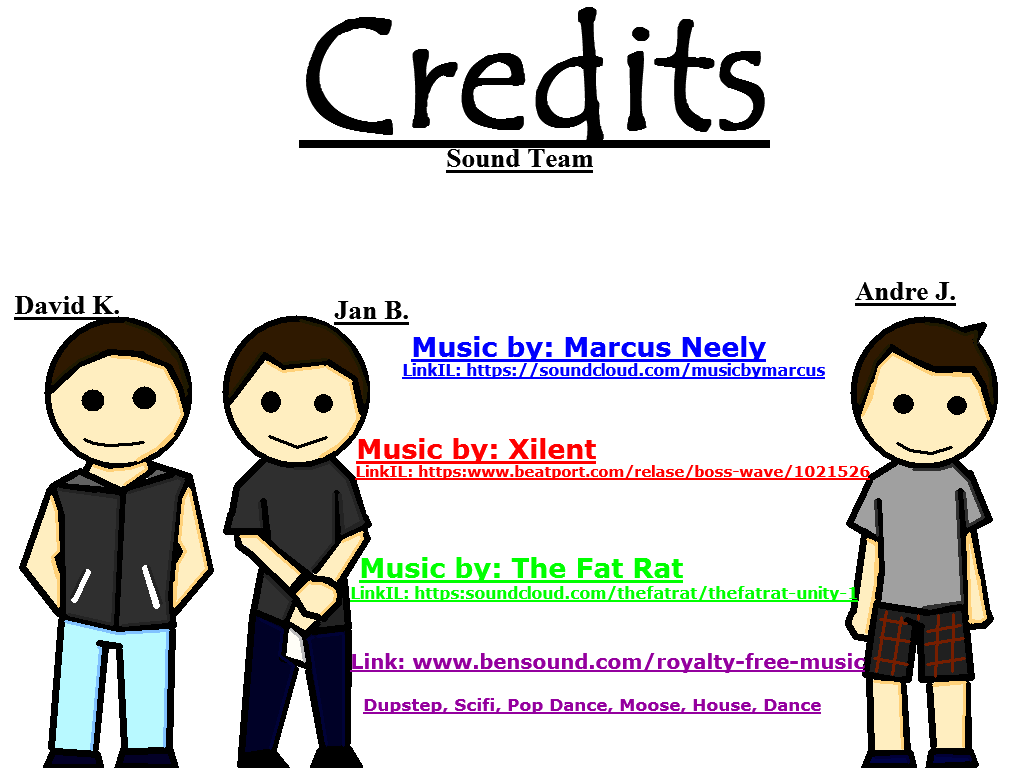 Credits
Sound Team
David K.
Jan B.
Andre J.
Music by: Marcus Neely
LinkIL: https://soundcloud.com/musicbymarcus
Music by: Xilent
LinkIL: https:www.beatport.com/relase/boss-wave/1021526
Music by: The Fat Rat
LinkIL: https:soundcloud.com/thefatrat/thefatrat-unity-1
Link: www.bensound.com/royalty-free-music
Dupstep, Scifi, Pop Dance, Moose, House, Dance